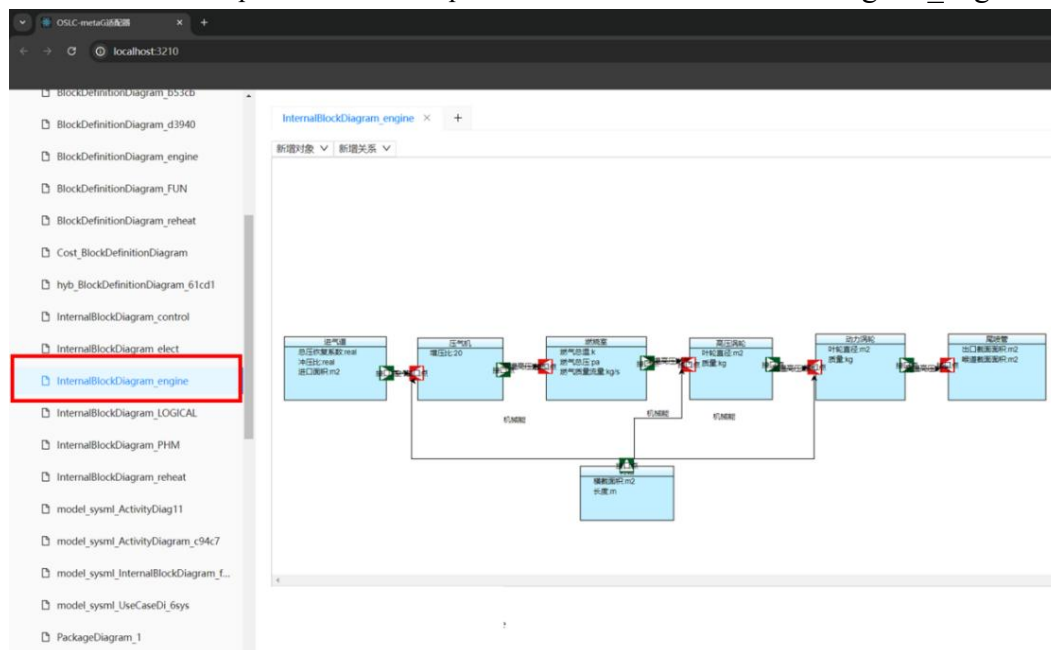 OSLC-metaG适配器
localhost:3210
BlockDefinitionDiagram_b53cb
BlockDefinitionDiagram_d3940
BlockDefinitionDiagram_engine
BlockDefinitionDiagram_FUN
BlockDefinitionDiagram_reheat
Cost_BlockDefinitionDiagram
hyb_BlockDefinitionDiagram_61cd1
InternalBlockDiagram_control
InternalBlockDiagram_elect
InternalBlockDiagram_engine
InternalBlockDiagram_LOGICAL
InternalBlockDiagram_PHM
InternalBlockDiagram_reheat
model_sysml_ActivityDiag11
model_sysml_ActivityDiagram_c94c7
model_sysml_InternalBlockDiagram_f...
model_sysml_UseCaseDi_6sys
PackageDiagram_1
InternalBlockDiagram_engine
新增对象
新增关系
进气道
总压恢复系数:real
冲压比:real
进口面积:m2
压气机
增压比:20
燃烧室
燃气总温:k
燃气总压:pa
燃气质量流量:kg/s
高压涡轮
叶轮直径:m2
质量:kg
动力涡轮
叶轮直径:m2
质量:kg
尾喷管
出口截面面积:m2
喉道截面面积:m2
机械能
机械能
机械能
横截面积:m2
长度:m